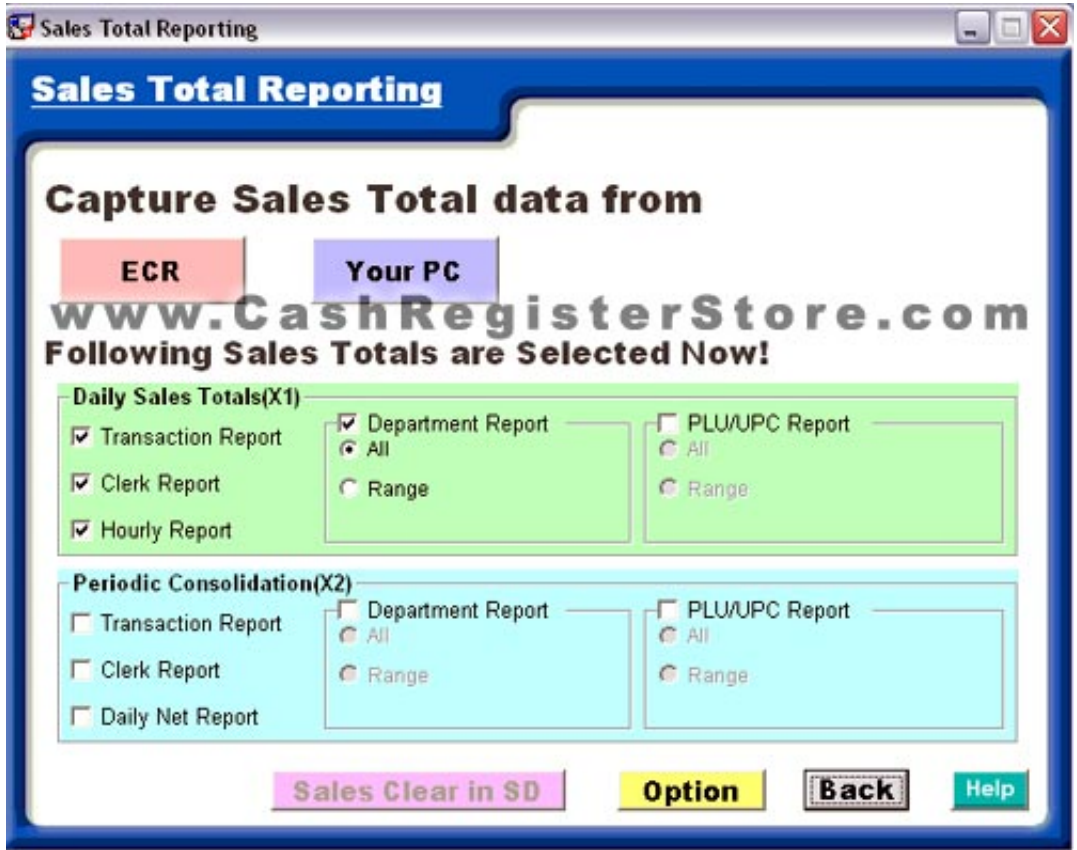 Sales Total Reporting
Sales Total Reporting
Capture Sales Total data from
ECR Your PC
www.CashRegisterStore.com
Following Sales Totals are Selected Now!
Daily Sales Totals(X1)
Transaction Report
Clerk Report
Hourly Report
Department Report
All
Range
PLU/UPC Report
All
Range
Periodic Consolidation(X2)
Transaction Report
Clerk Report
Daily Net Report
Department Report
All
Range
PLU/UPC Report
All
Range
Sales Clear in SD Option Back Help